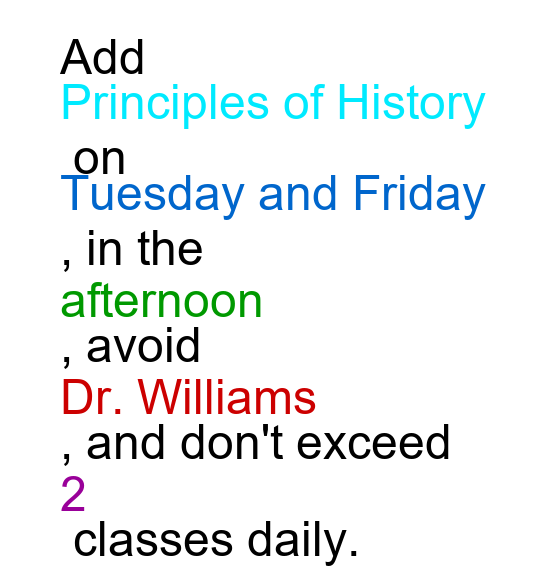 Add
Principles of History
on
Tuesday and Friday
, in the
afternoon
, avoid
Dr. Williams
, and don't exceed
2
classes daily.